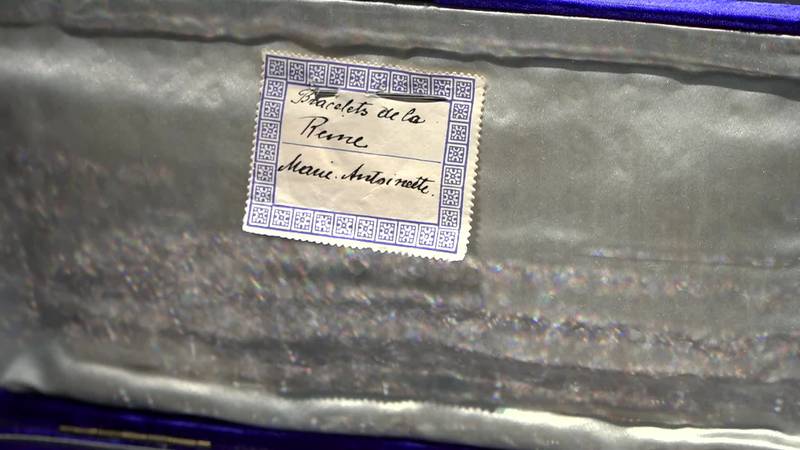 Bracelets de la
Reine
Marie. Antoinette.